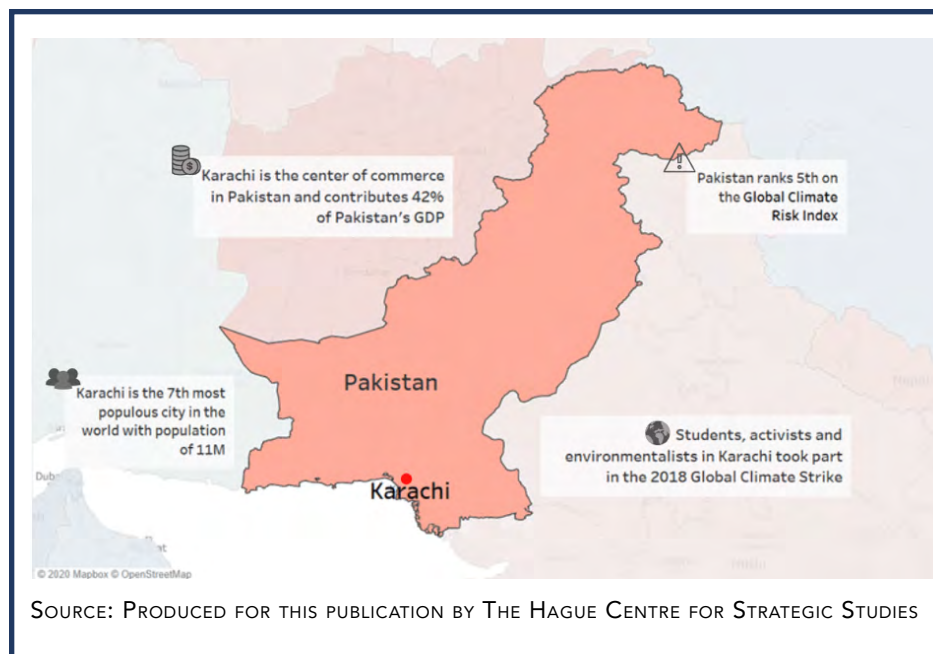 Karachi is the center of commerce
in Pakistan and contributes 42%
of Pakistan's GDP
Pakistan ranks 5th on
the Global Climate
Risk Index
Pakistan
Karachi is the 7th most
populous city in the
world with population
of 11M
Students, activists and
environmentalists in Karachi took part
in the 2018 Global Climate Strike
Karachi
© 2020 Mapbox © OpenStreetMap
SOURCE: PRODUCED FOR THIS PUBLICATION BY THE HAGUE CENTRE FOR STRATEGIC STUDIES